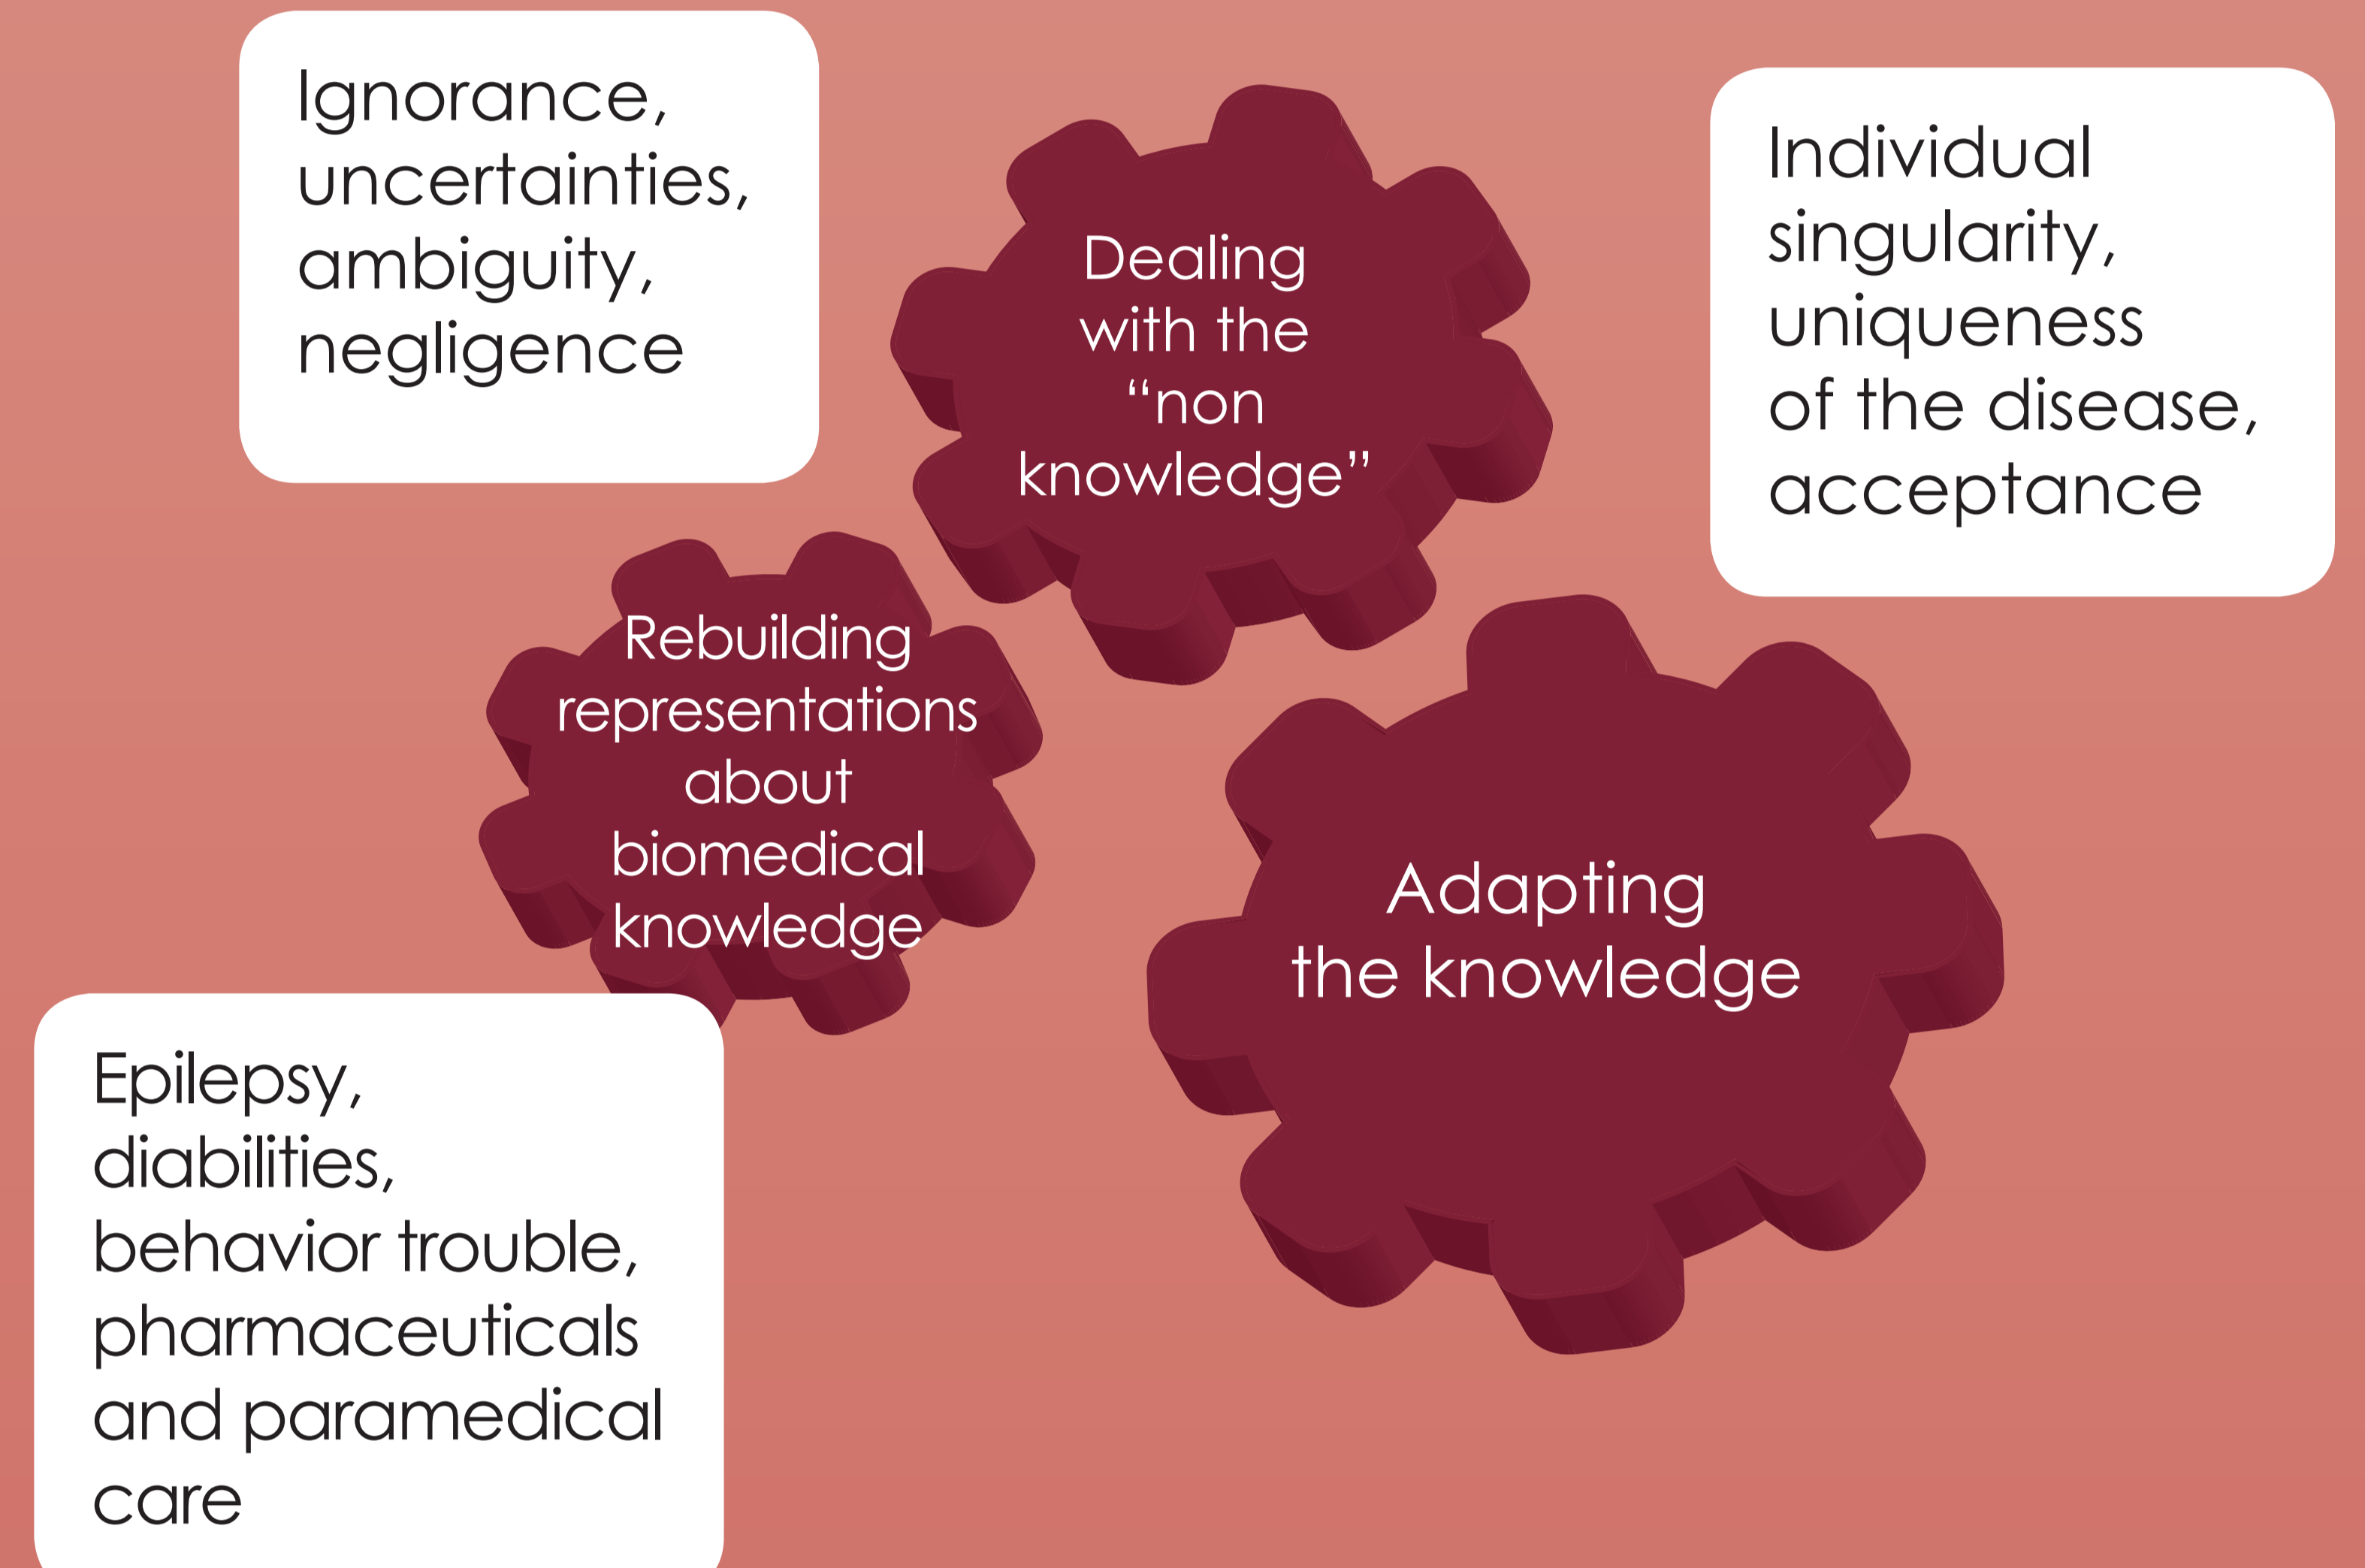 Ignorance,
uncertainties,
ambiguity,
negligence
Dealing
with the
“non
knowledge”
Individual
singularity,
uniqueness
of the disease,
acceptance
Rebuilding
representations
about
biomedical
knowledge
Adapting
the knowledge
Epilepsy,
diabilities,
behavior trouble,
pharmaceuticals
and paramedical
care